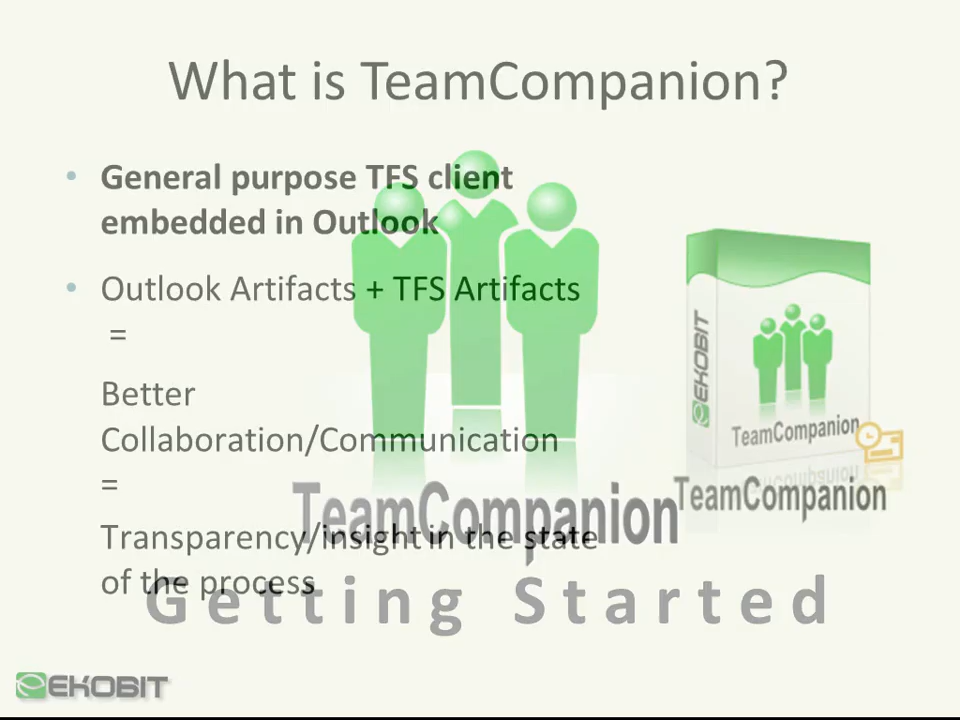 What is TeamCompanion?
• General purpose TFS client
embedded in Outlook
• Outlook Artifacts + TFS Artifacts
=
Better
Collaboration/Communication
=
Transparency/insight in the state
of the process
TeamCompanion
Getting Started
EKOBIT
TeamCompanion
TeamCompanion
EKOBIT